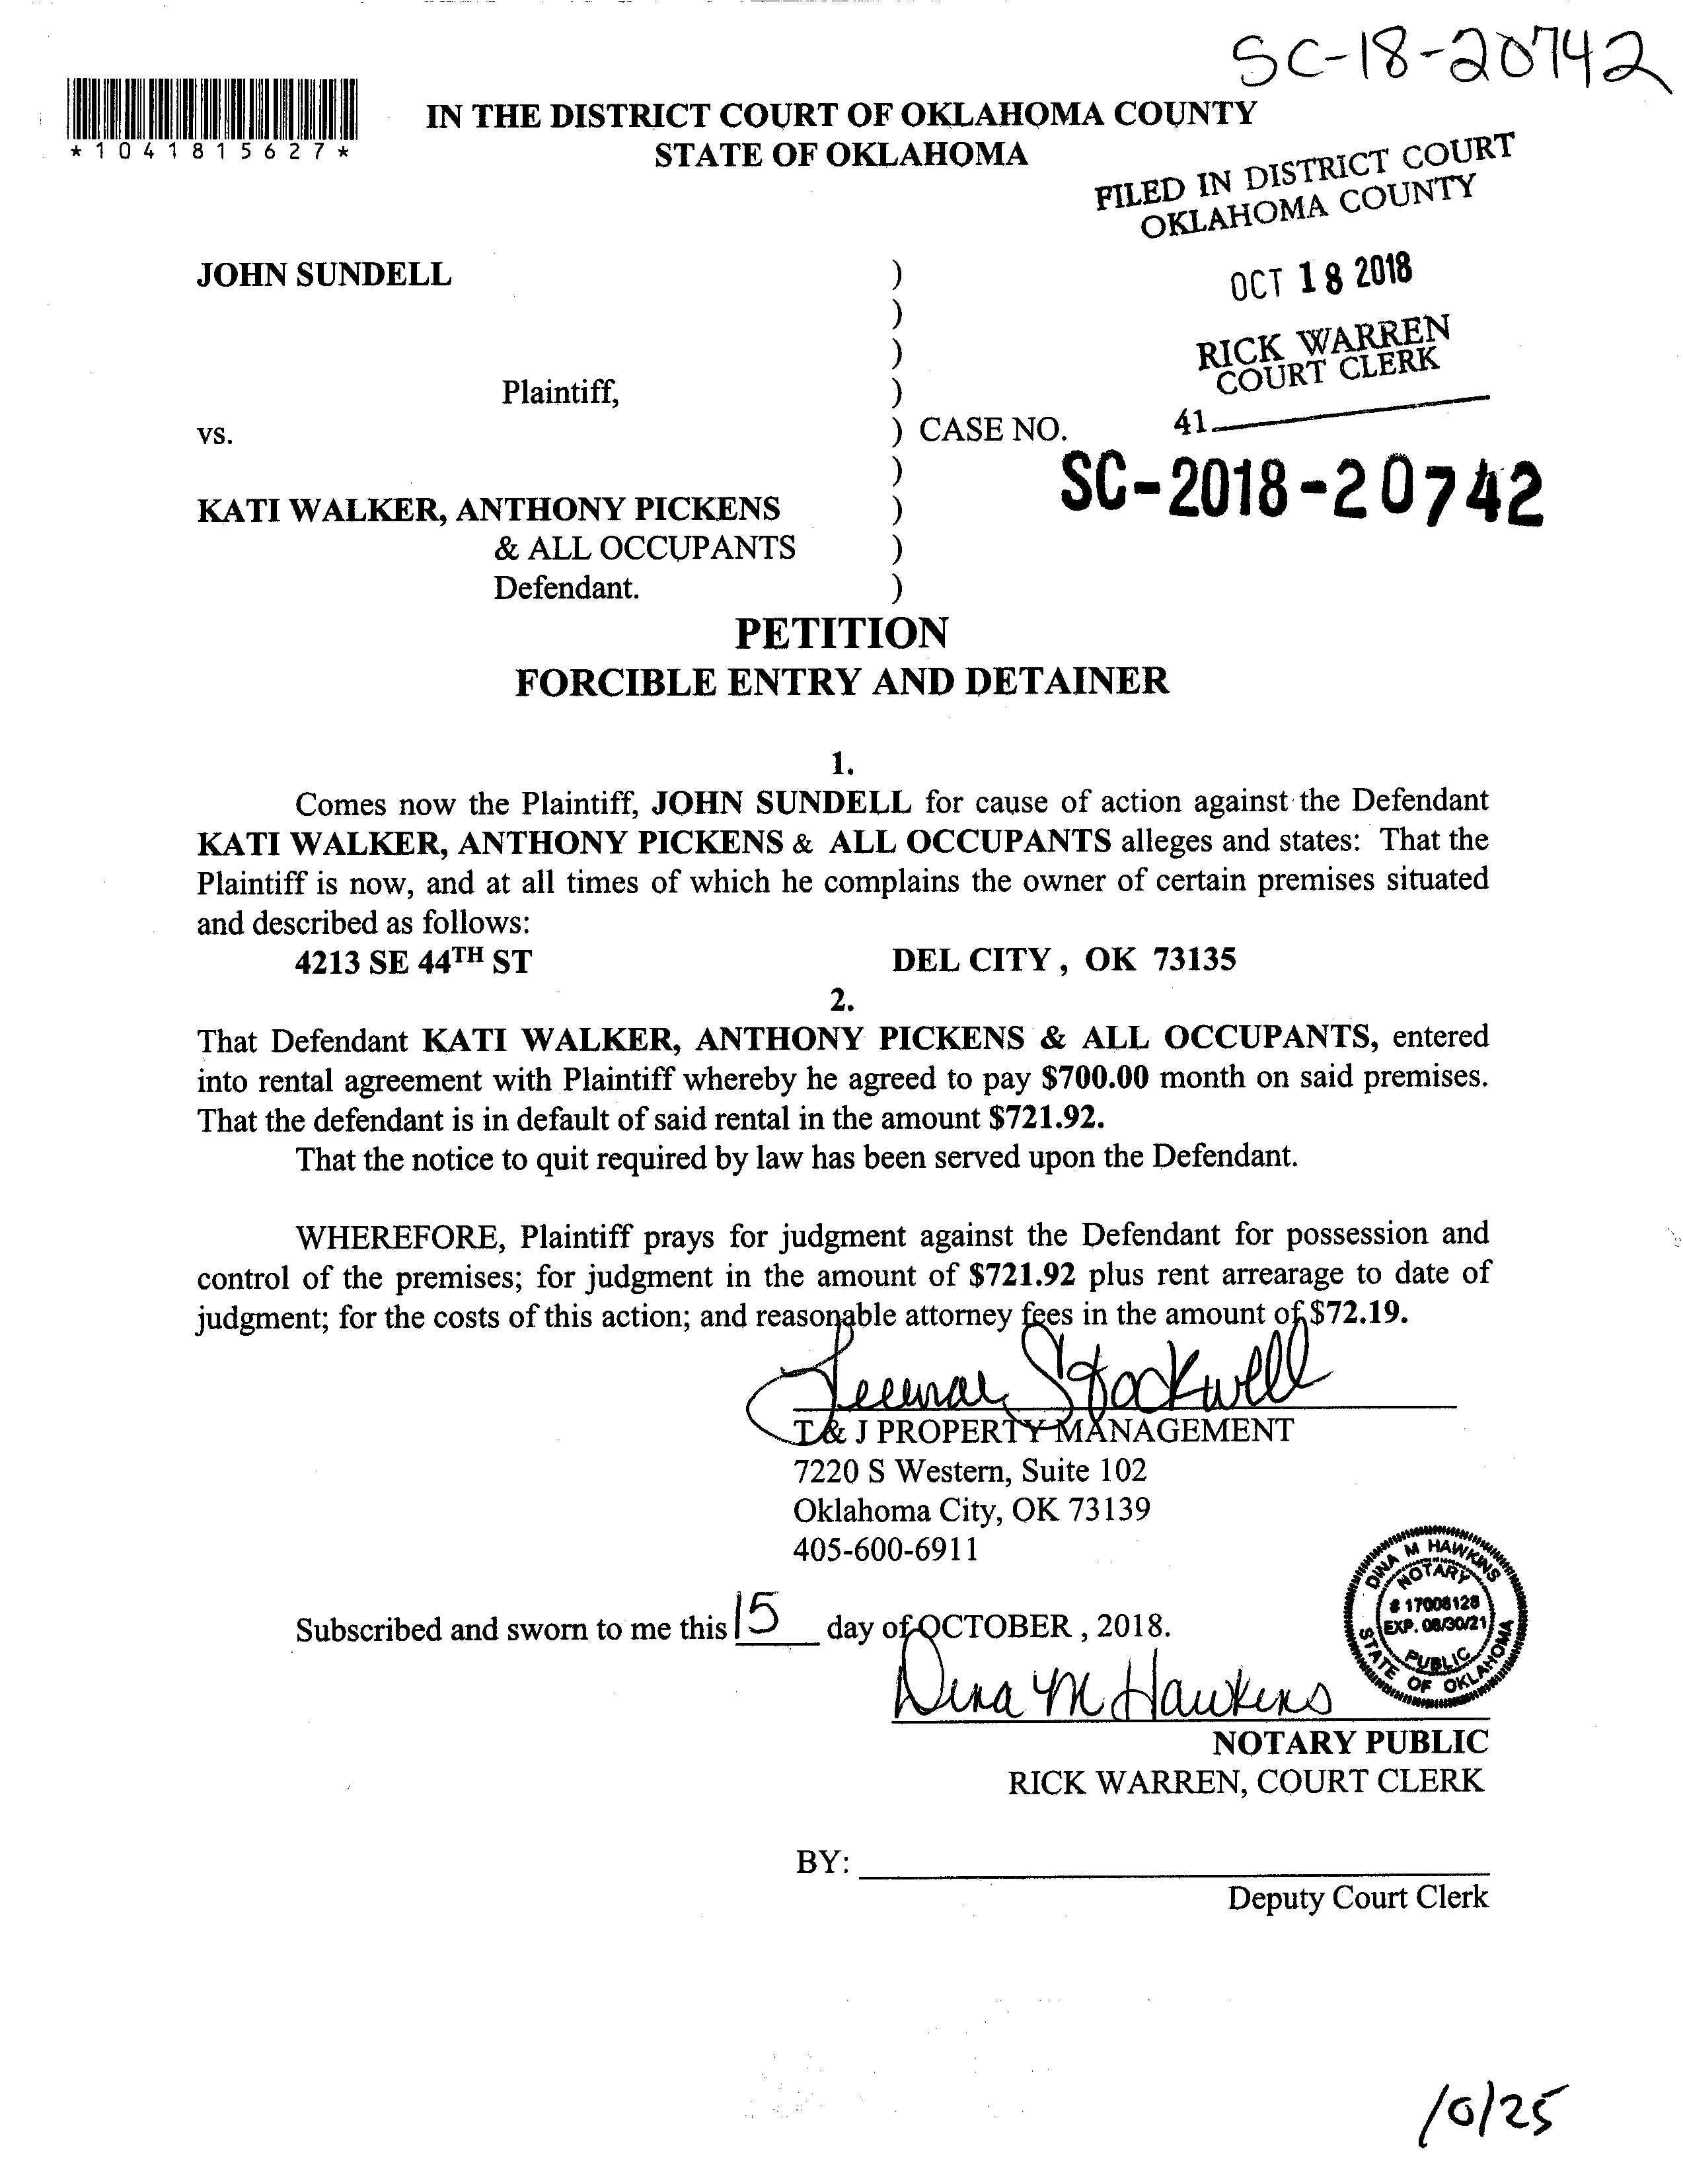 SC-18-20742
*1041815627*
IN THE DISTRICT COURT OF OKLAHOMA COUNTY
STATE OF OKLAHOMA
FILED IN DISTRICT COURT
OKLAHOMA COUNTY
OCT 18 2018
RICK WARREN
COURT CLERK
41
JOHN SUNDELL )
)
)
Plaintiff, )
vs. ) CASE NO.
SC-2018-20742
)
KATI WALKER, ANTHONY PICKENS )
& ALL OCCUPANTS )
Defendant. )
PETITION
FORCIBLE ENTRY AND DETAINER
1.
Comes now the Plaintiff, JOHN SUNDELL for cause of action against the Defendant
KATI WALKER, ANTHONY PICKENS & ALL OCCUPANTS alleges and states: That the
Plaintiff is now, and at all times of which he complains the owner of certain premises situated
and described as follows:
4213 SE 44TH ST DEL CITY , OK 73135
2.
That Defendant KATI WALKER, ANTHONY PICKENS & ALL OCCUPANTS, entered
into rental agreement with Plaintiff whereby he agreed to pay $700.00 month on said premises.
That the defendant is in default of said rental in the amount $721.92.
That the notice to quit required by law has been served upon the Defendant.
WHEREFORE, Plaintiff prays for judgment against the Defendant for possession and
control of the premises; for judgment in the amount of $721.92 plus rent arrearage to date of
judgment; for the costs of this action; and reasonable attorney fees in the amount of $72.19.
Stockwell
T & J PROPERTY MANAGEMENT
7220 S Western, Suite 102
Oklahoma City, OK 73139
405-600-6911
DINA M HAWKINS
NOTARY
# 17008128
EXP. 08/30/21
PUBLIC
STATE OF OKLAHOMA
Subscribed and sworn to me this 15 day of OCTOBER , 2018.
Dina M Hawkins
NOTARY PUBLIC
RICK WARREN, COURT CLERK
BY:
Deputy Court Clerk
10/25